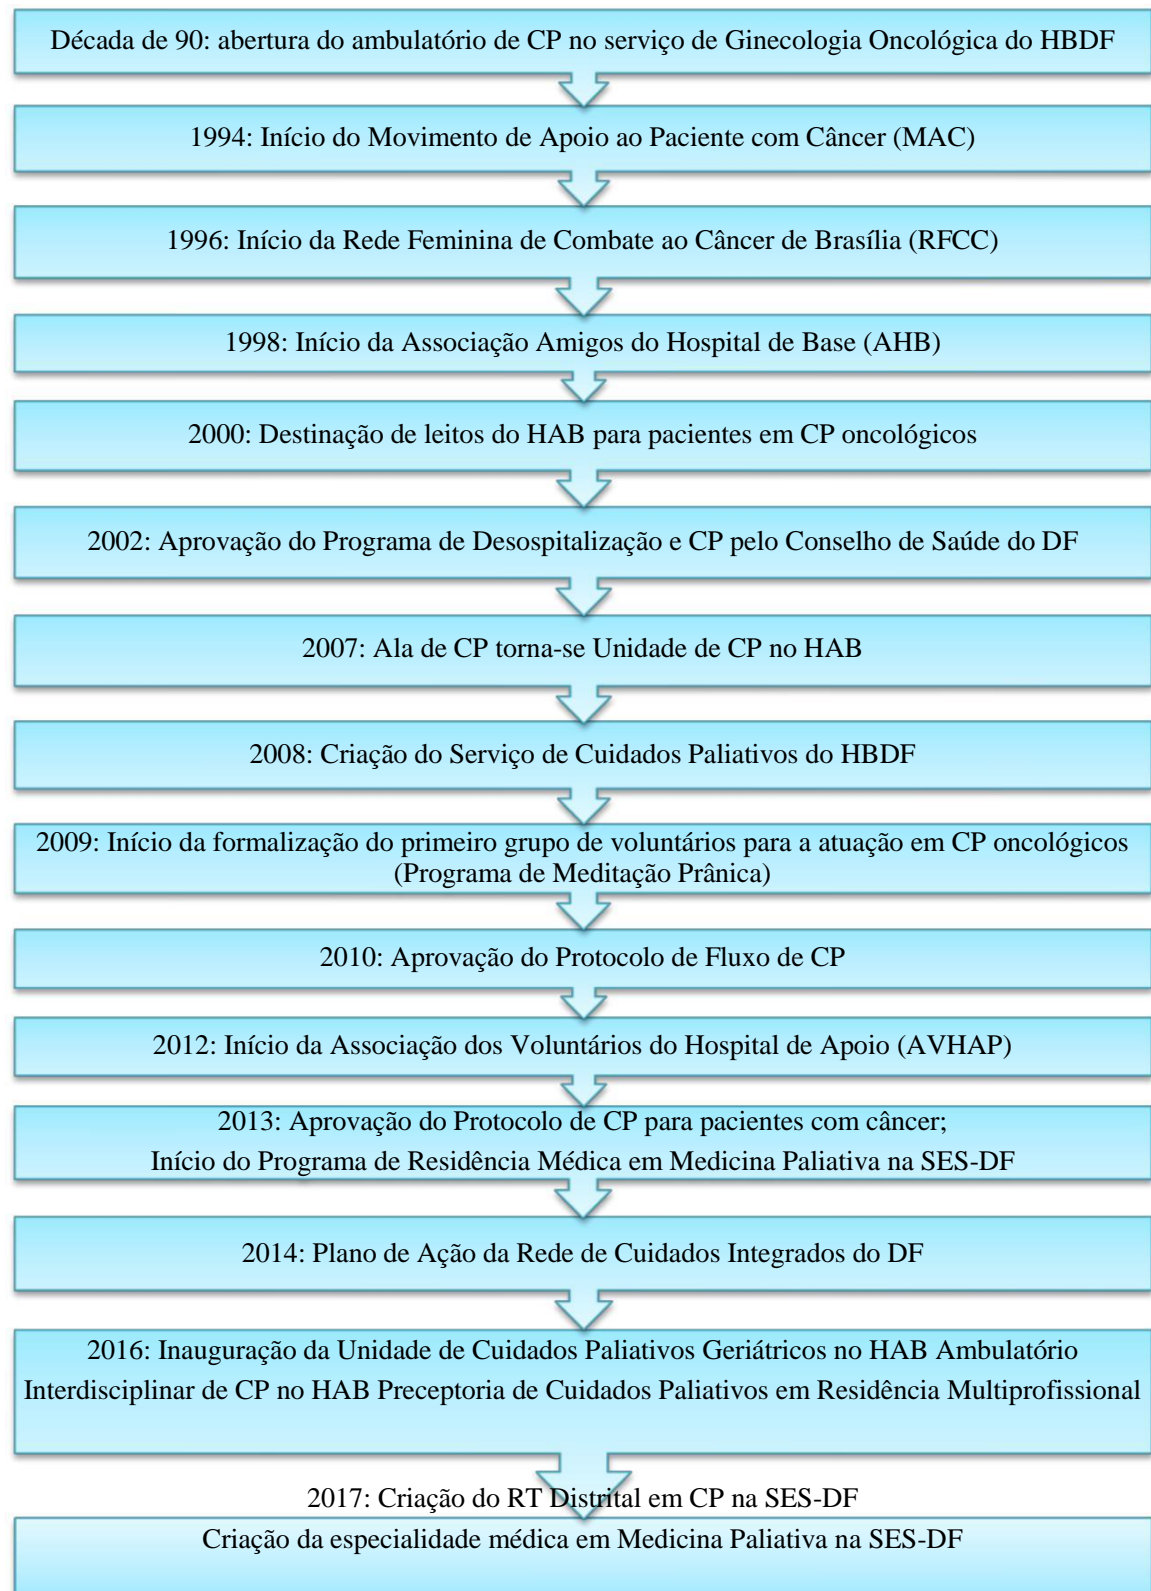 Década de 90: abertura do ambulatório de CP no serviço de Ginecologia Oncológica do HBDF
1994: Início do Movimento de Apoio ao Paciente com Câncer (MAC)
1996: Início da Rede Feminina de Combate ao Câncer de Brasília (RFCC)
1998: Início da Associação Amigos do Hospital de Base (AHB)
2000: Destinação de leitos do HAB para pacientes em CP oncológicos
2002: Aprovação do Programa de Desospitalização e CP pelo Conselho de Saúde do DF
2007: Ala de CP torna-se Unidade de CP no HAB
2008: Criação do Serviço de Cuidados Paliativos do HBDF
2009: Início da formalização do primeiro grupo de voluntários para a atuação em CP oncológicos
(Programa de Meditação Prânica)
2010: Aprovação do Protocolo de Fluxo de CP
2012: Início da Associação dos Voluntários do Hospital de Apoio (AVHAP)
2013: Aprovação do Protocolo de CP para pacientes com câncer;
Início do Programa de Residência Médica em Medicina Paliativa na SES-DF
2014: Plano de Ação da Rede de Cuidados Integrados do DF
2016: Inauguração da Unidade de Cuidados Paliativos Geriátricos no HAB Ambulatório
Interdisciplinar de CP no HAB Preceptoria de Cuidados Paliativos em Residência Multiprofissional
2017: Criação do RT Distrital em CP na SES-DF
Criação da especialidade médica em Medicina Paliativa na SES-DF